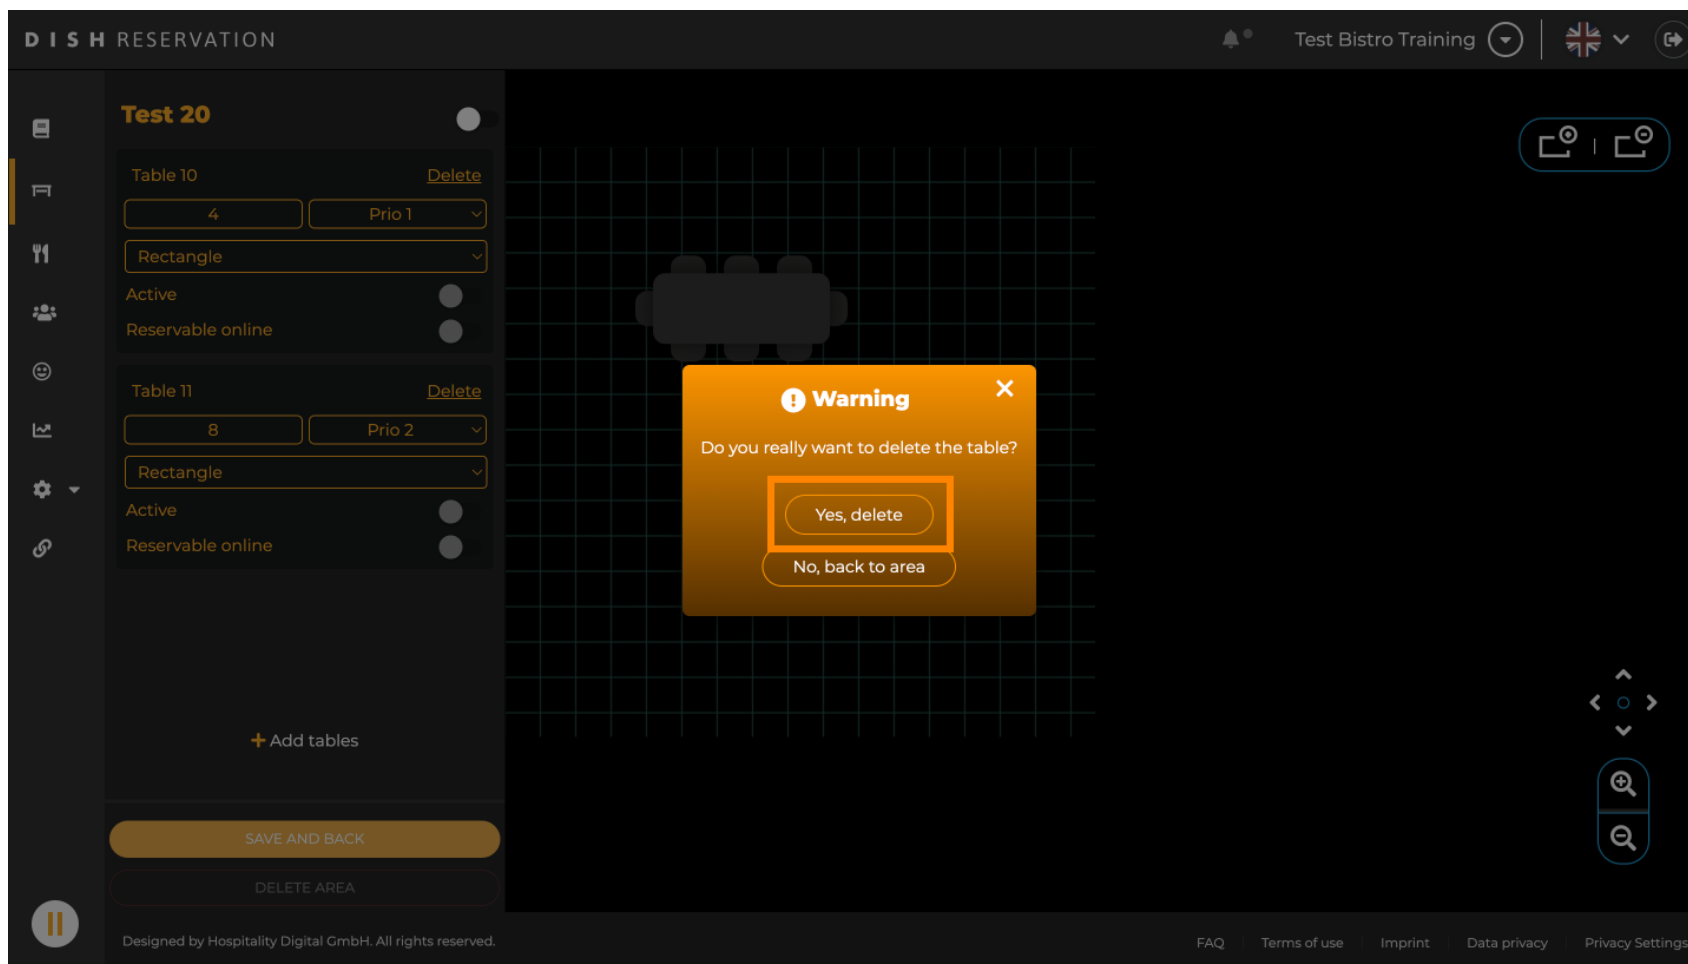 DISH RESERVATION
Test Bistro Training
Test 20
Table 10 Delete
4 Prio 1
Rectangle
Active
Reservable online
Table 11 Delete
8 Prio 2
Rectangle
Active
Reservable online
+ Add tables
SAVE AND BACK
DELETE AREA
Warning
Do you really want to delete the table?
Yes, delete
No, back to area
Designed by Hospitality Digital GmbH. All rights reserved.
FAQ Terms of use Imprint Data privacy Privacy Settings